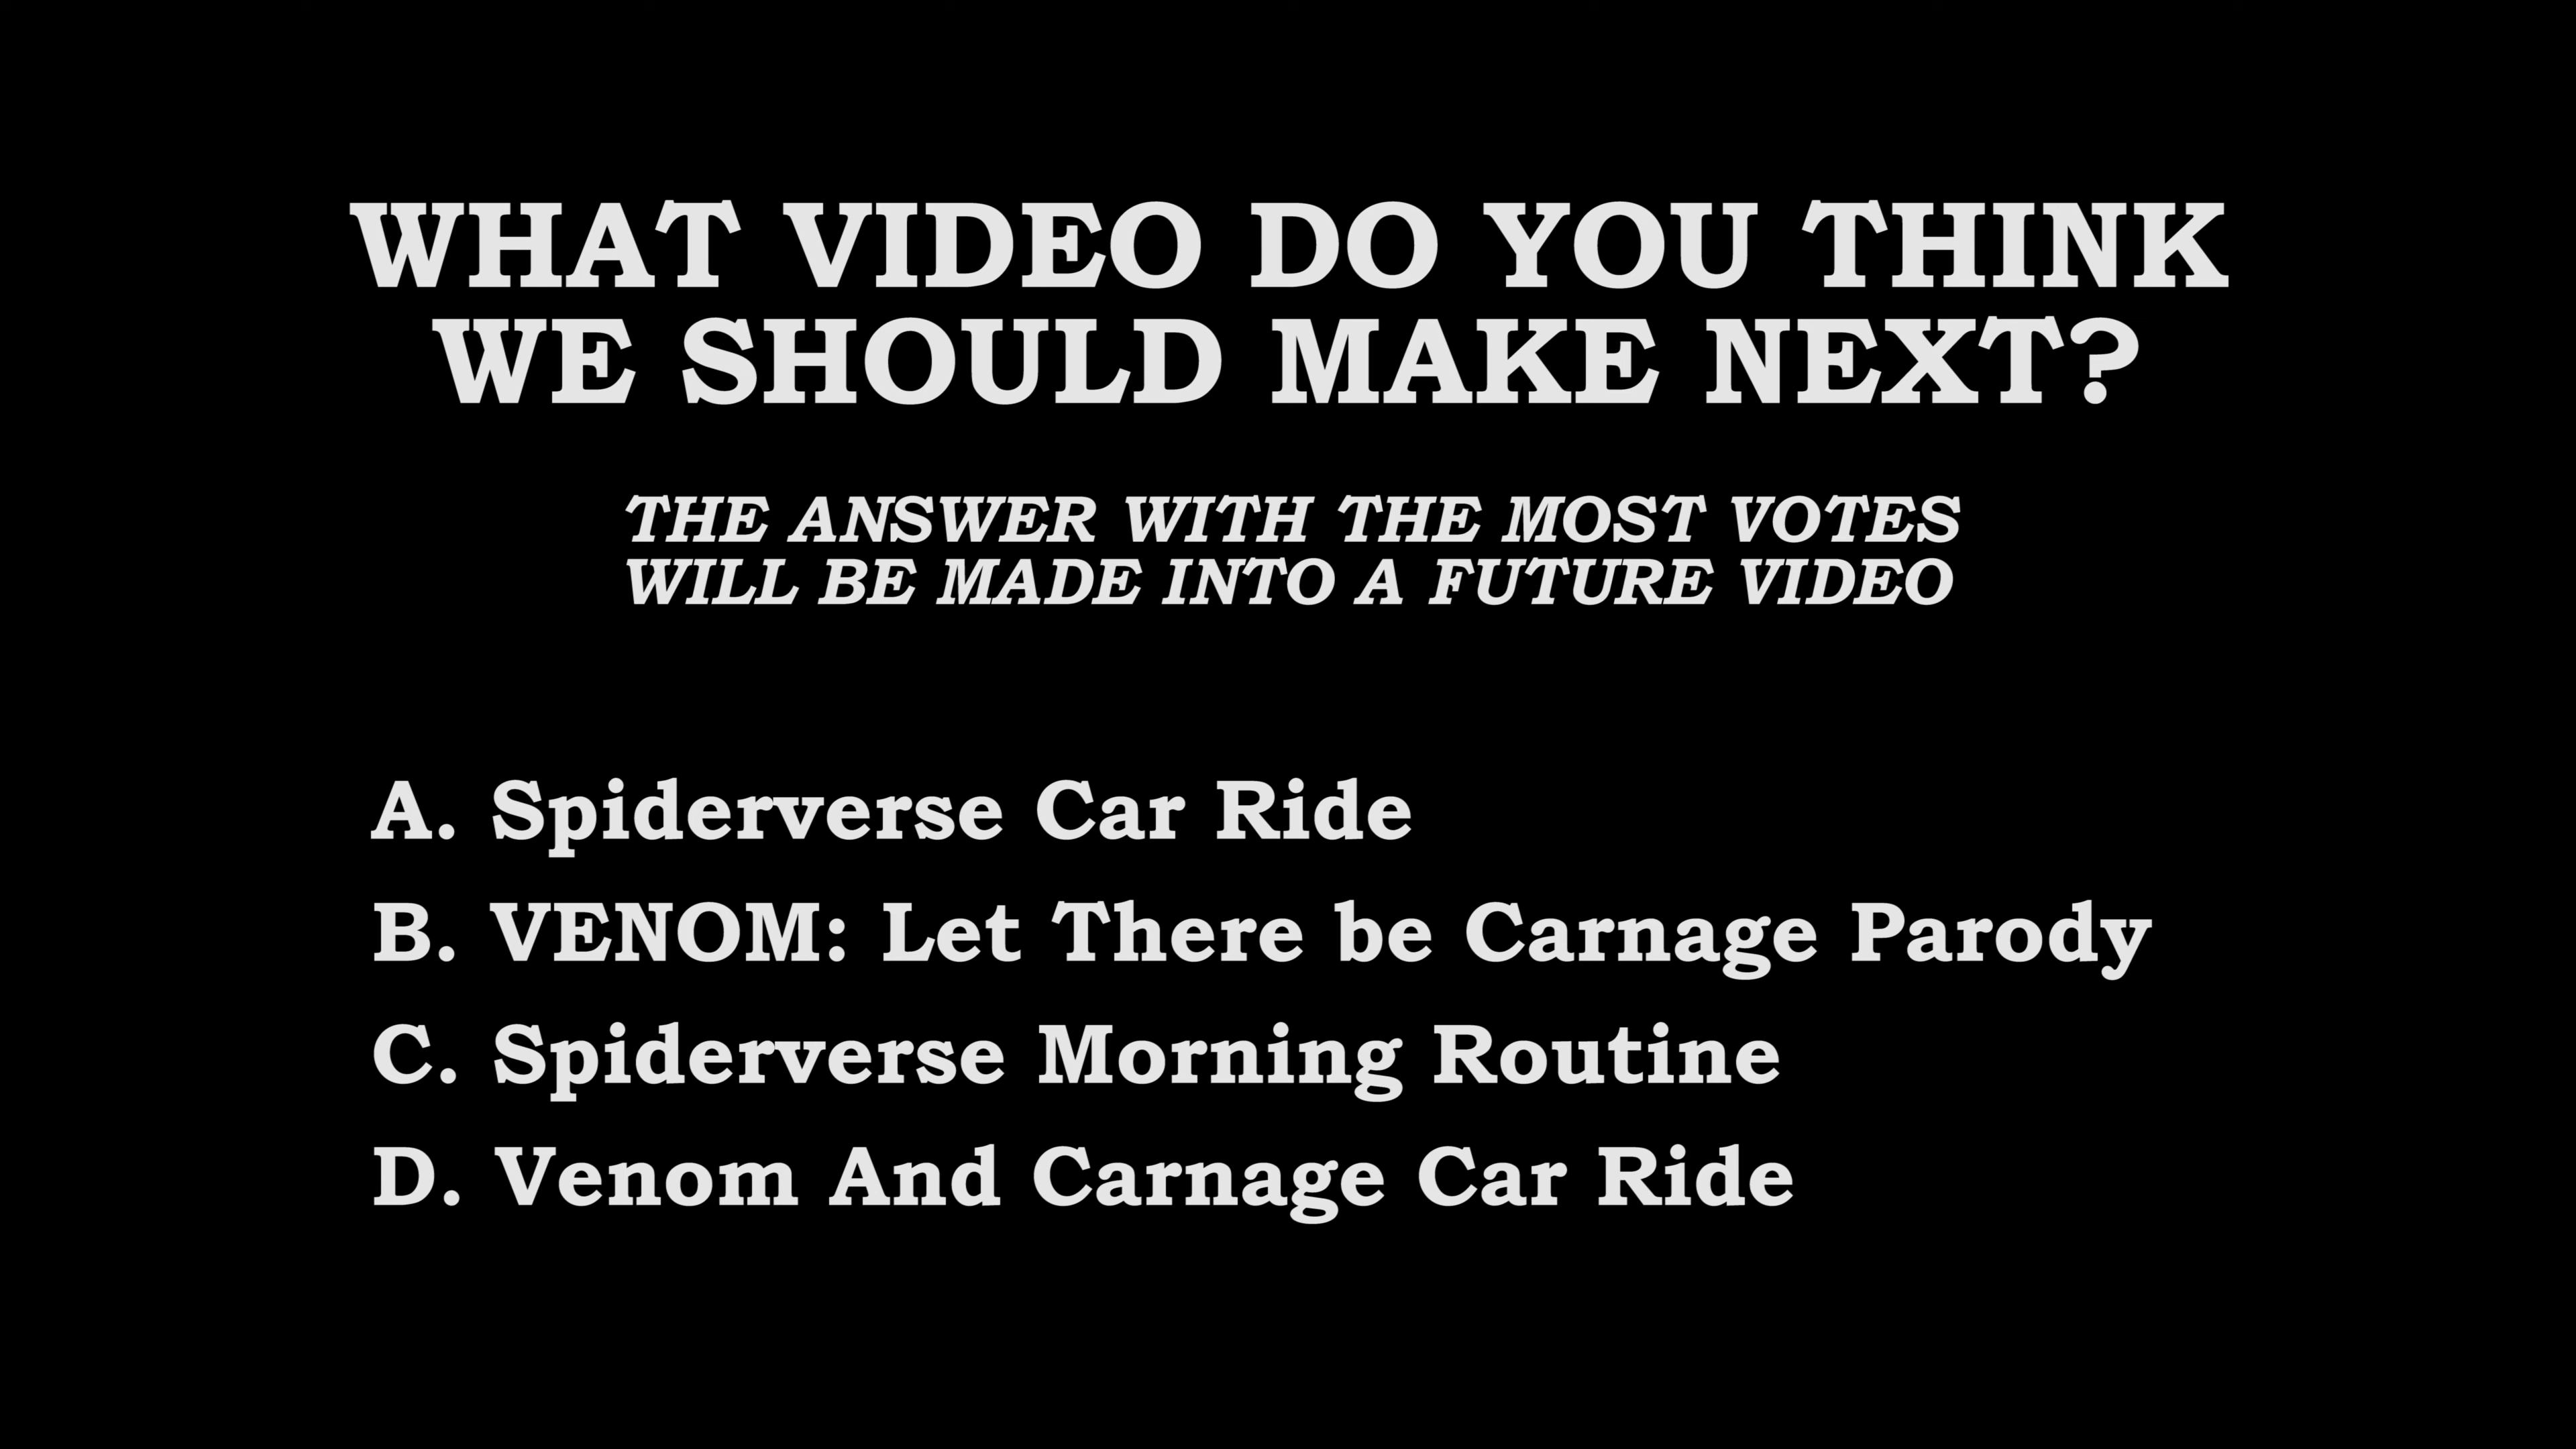 WHAT VIDEO DO YOU THINK
WE SHOULD MAKE NEXT?
THE ANSWER WITH THE MOST VOTES
WILL BE MADE INTO A FUTURE VIDEO
A. Spiderverse Car Ride
B. VENOM: Let There be Carnage Parody
C. Spiderverse Morning Routine
D. Venom And Carnage Car Ride